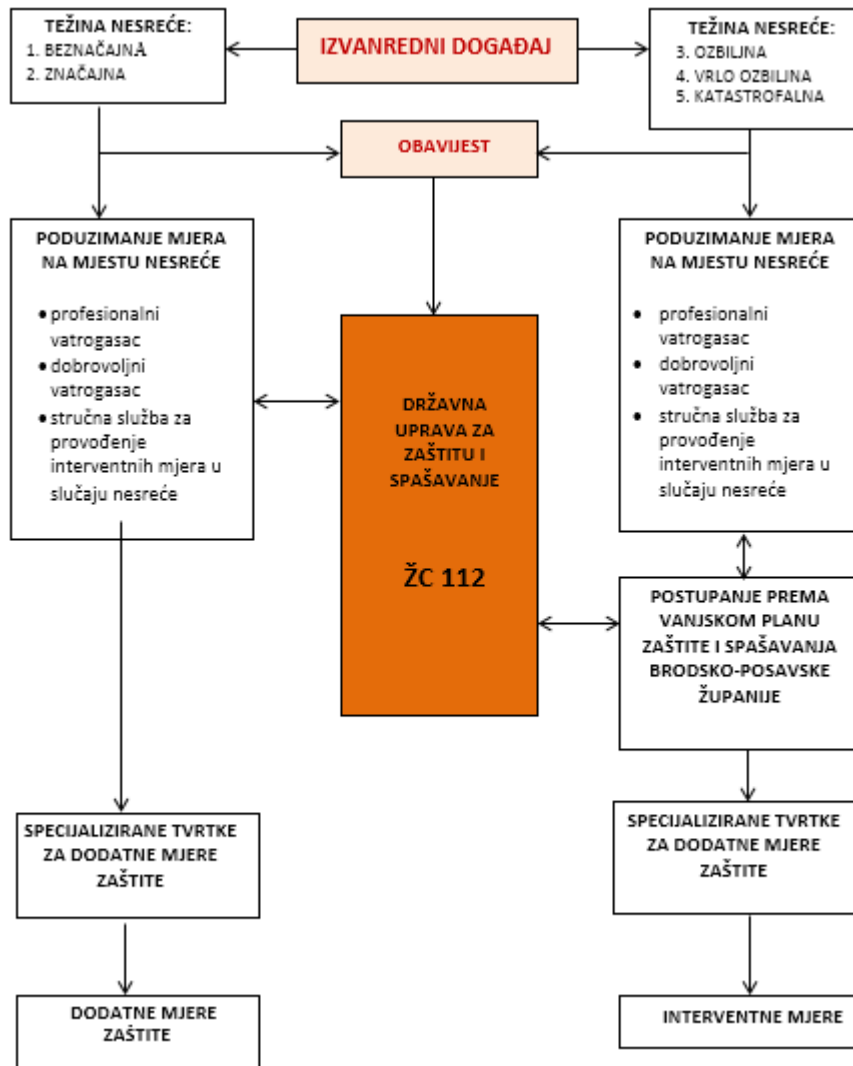 TEŽINA NESREĆE:
1. BEZNAČAJNA
2. ZNAČAJNA
IZVANREDNI DOGAĐAJ
TEŽINA NESREĆE:
3. OZBILJNA
4. VRLO OZBILJNA
5. KATASTROFALNA
OBAVIJEST
PODUZIMANJE MJERA
NA MJESTU NESREĆE
• profesionalni
vatrogasac
• dobrovoljni
vatrogasac
• stručna služba za
provođenje
interventnih mjera u
slučaju nesreće
DRŽAVNA
UPRAVA ZA
ZAŠTITU I
SPAŠAVANJE
ŽC 112
PODUZIMANJE MJERA
NA MJESTU NESREĆE
• profesionalni
vatrogasac
• dobrovoljni
vatrogasac
• stručna služba za
provođenje
interventnih mjera u
slučaju nesreće
POSTUPANJE PREMA
VANJSKOM PLANU
ZAŠTITE I SPAŠAVANJA
BRODSKO-POSAVSKE
ŽUPANIJE
SPECIJALIZIRANE TVRTKE
ZA DODATNE MJERE
ZAŠTITE
SPECIJALIZIRANE TVRTKE
ZA DODATNE MJERE
ZAŠTITE
DODATNE MJERE
ZAŠTITE
INTERVENTNE MJERE